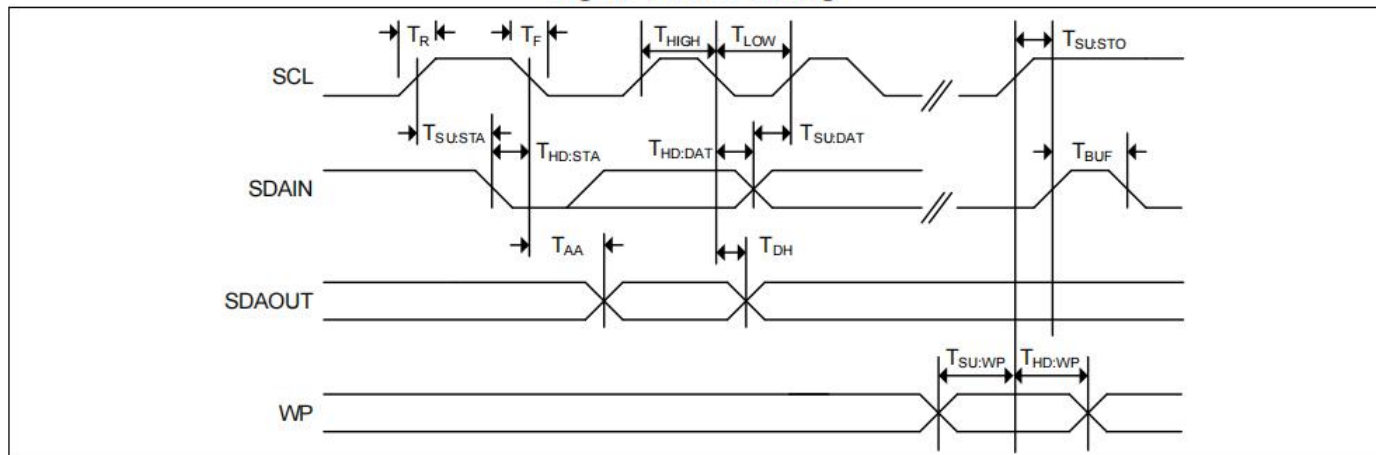 T_R T_F T_HIGH T_LOW T_SU:STO
SCL
T_SU:STA T_HD:STA T_HD:DAT T_SU:DAT T_BUF
SDAIN
T_AA T_DH
SDAOUT
T_SU:WP T_HD:WP
WP